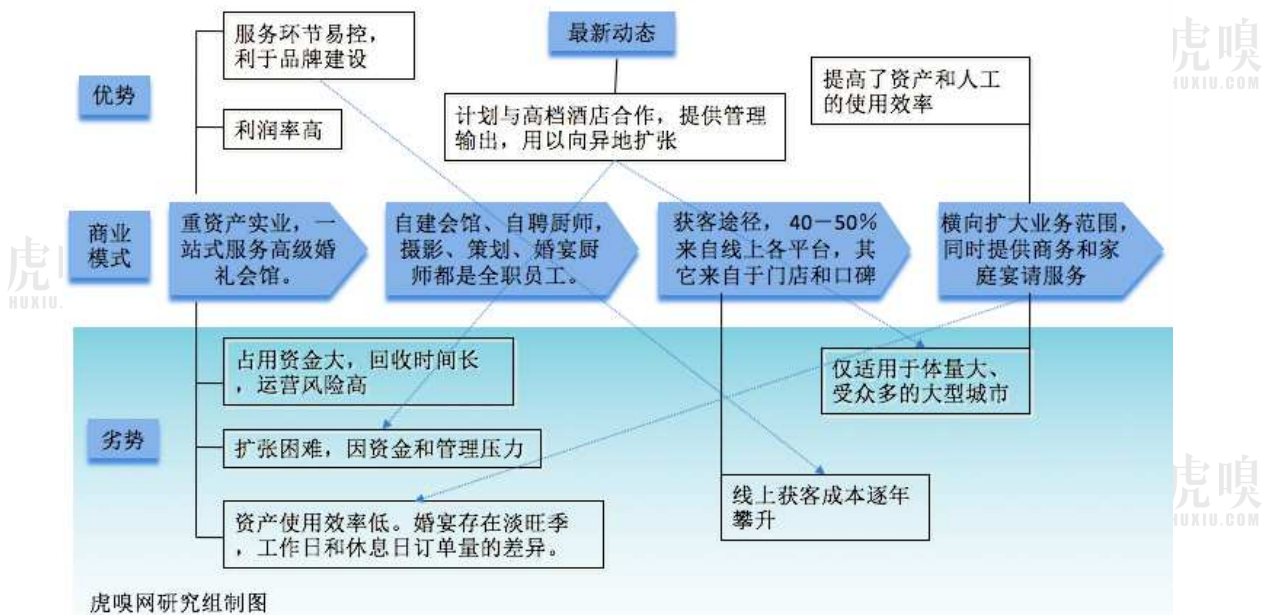 服务环节易控，
利于品牌建设
最新动态
虎嗅
HUXIU.COM
优势
提高了资产和人工
的使用效率
计划与高档酒店合作，提供管理
输出，用以向异地扩张
利润率高
商业
模式
重资产实业，一
站式服务高级婚
礼会馆。
自建会馆、自聘厨师，
摄影、策划、婚宴厨
师都是全职员工。
获客途径，40－50%
来自线上各平台，其
它来自于门店和口碑
横向扩大业务范围，
同时提供商务和家
庭宴请服务
虎
HUXIU.
占用资金大，回收时间长
，运营风险高
仅适用于体量大、
受众多的大型城市
劣势
扩张困难，因资金和管理压力
线上获客成本逐年
攀升
虎嗅
HUXIU.COM
资产使用效率低。婚宴存在淡旺季
，工作日和休息日订单量的差异。
虎嗅网研究组制图